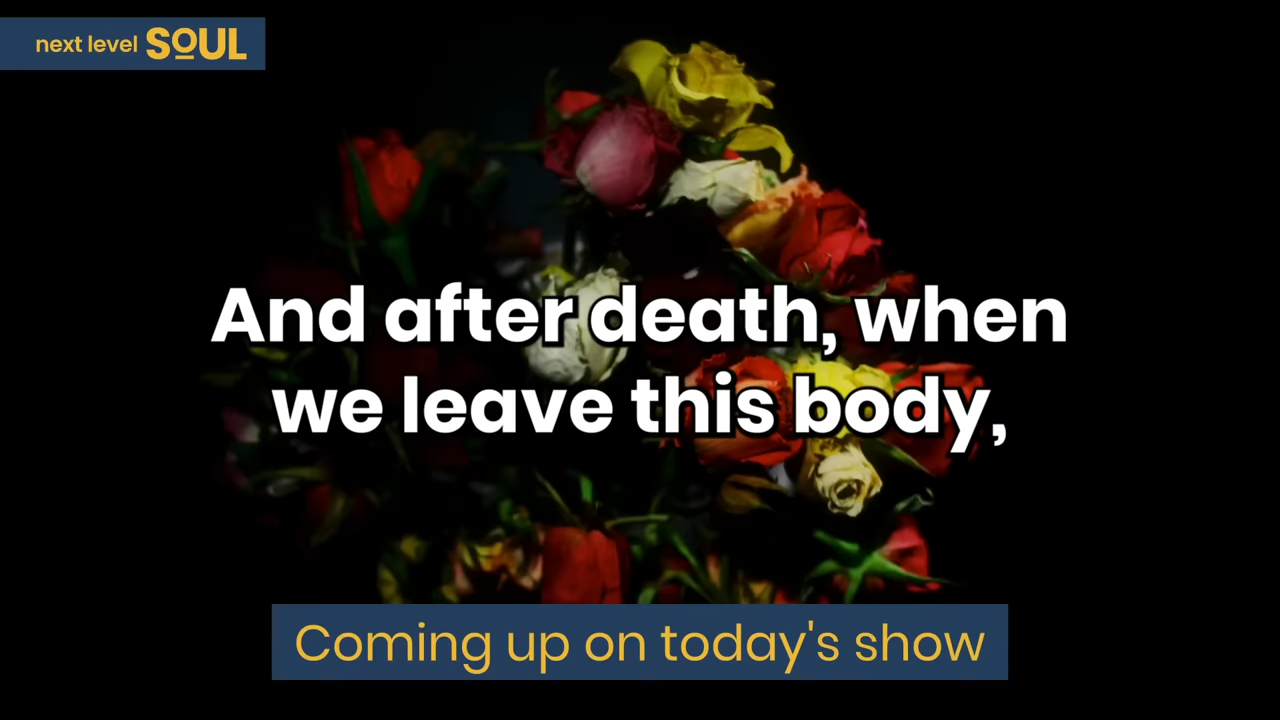 next level SOUL
And after death, when
we leave this body,
Coming up on today's show